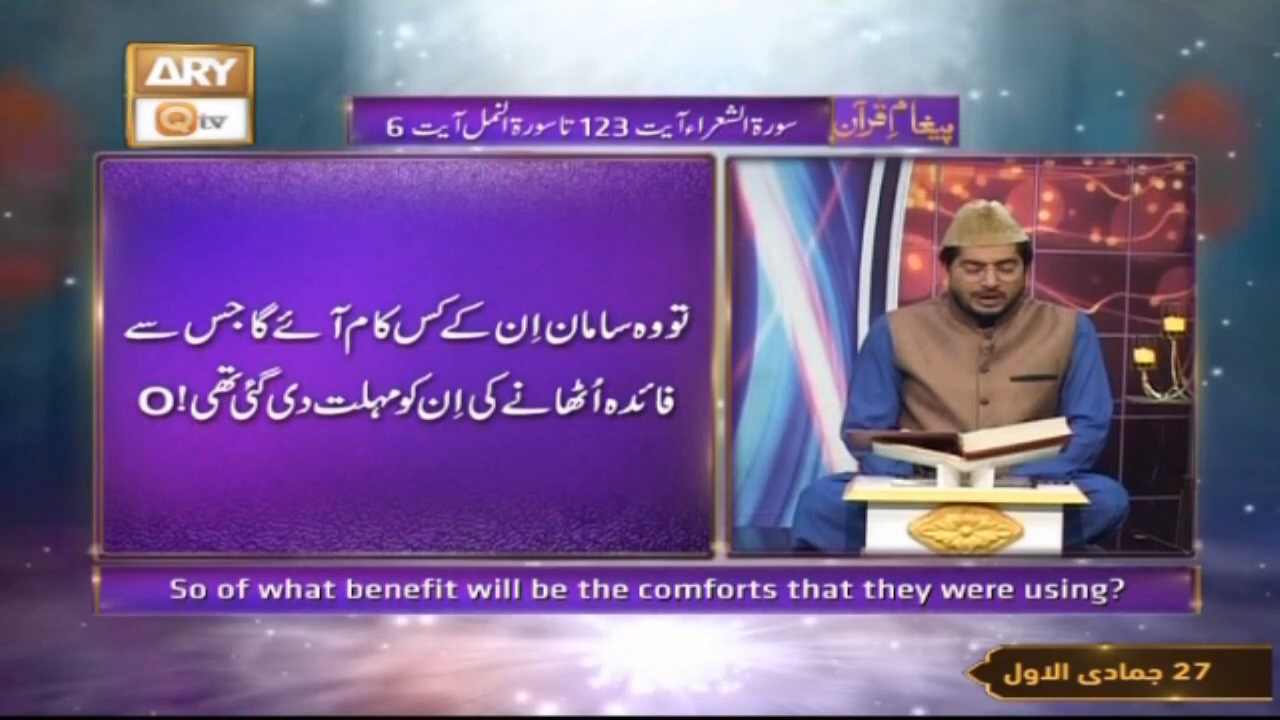 ARY
Qtv
پیغامِ قرآن
سورۃ الشعراء آیت 123 تا سورۃ النمل آیت 6
تو وہ سامان اِن کے کس کام آئے گا جس سے
فائدہ اُٹھانے کی اِن کو مہلت دی گئی تھی!O
So of what benefit will be the comforts that they were using?
27 جمادی الاول